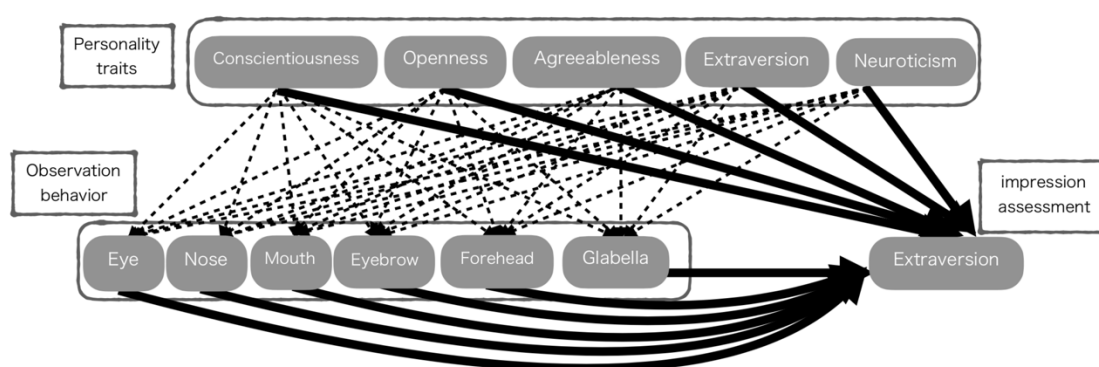 Personality
traits
Conscientiousness
Openness
Agreeableness
Extraversion
Neuroticism
Observation
behavior
impression
assessment
Eye
Nose
Mouth
Eyebrow
Forehead
Glabella
Extraversion